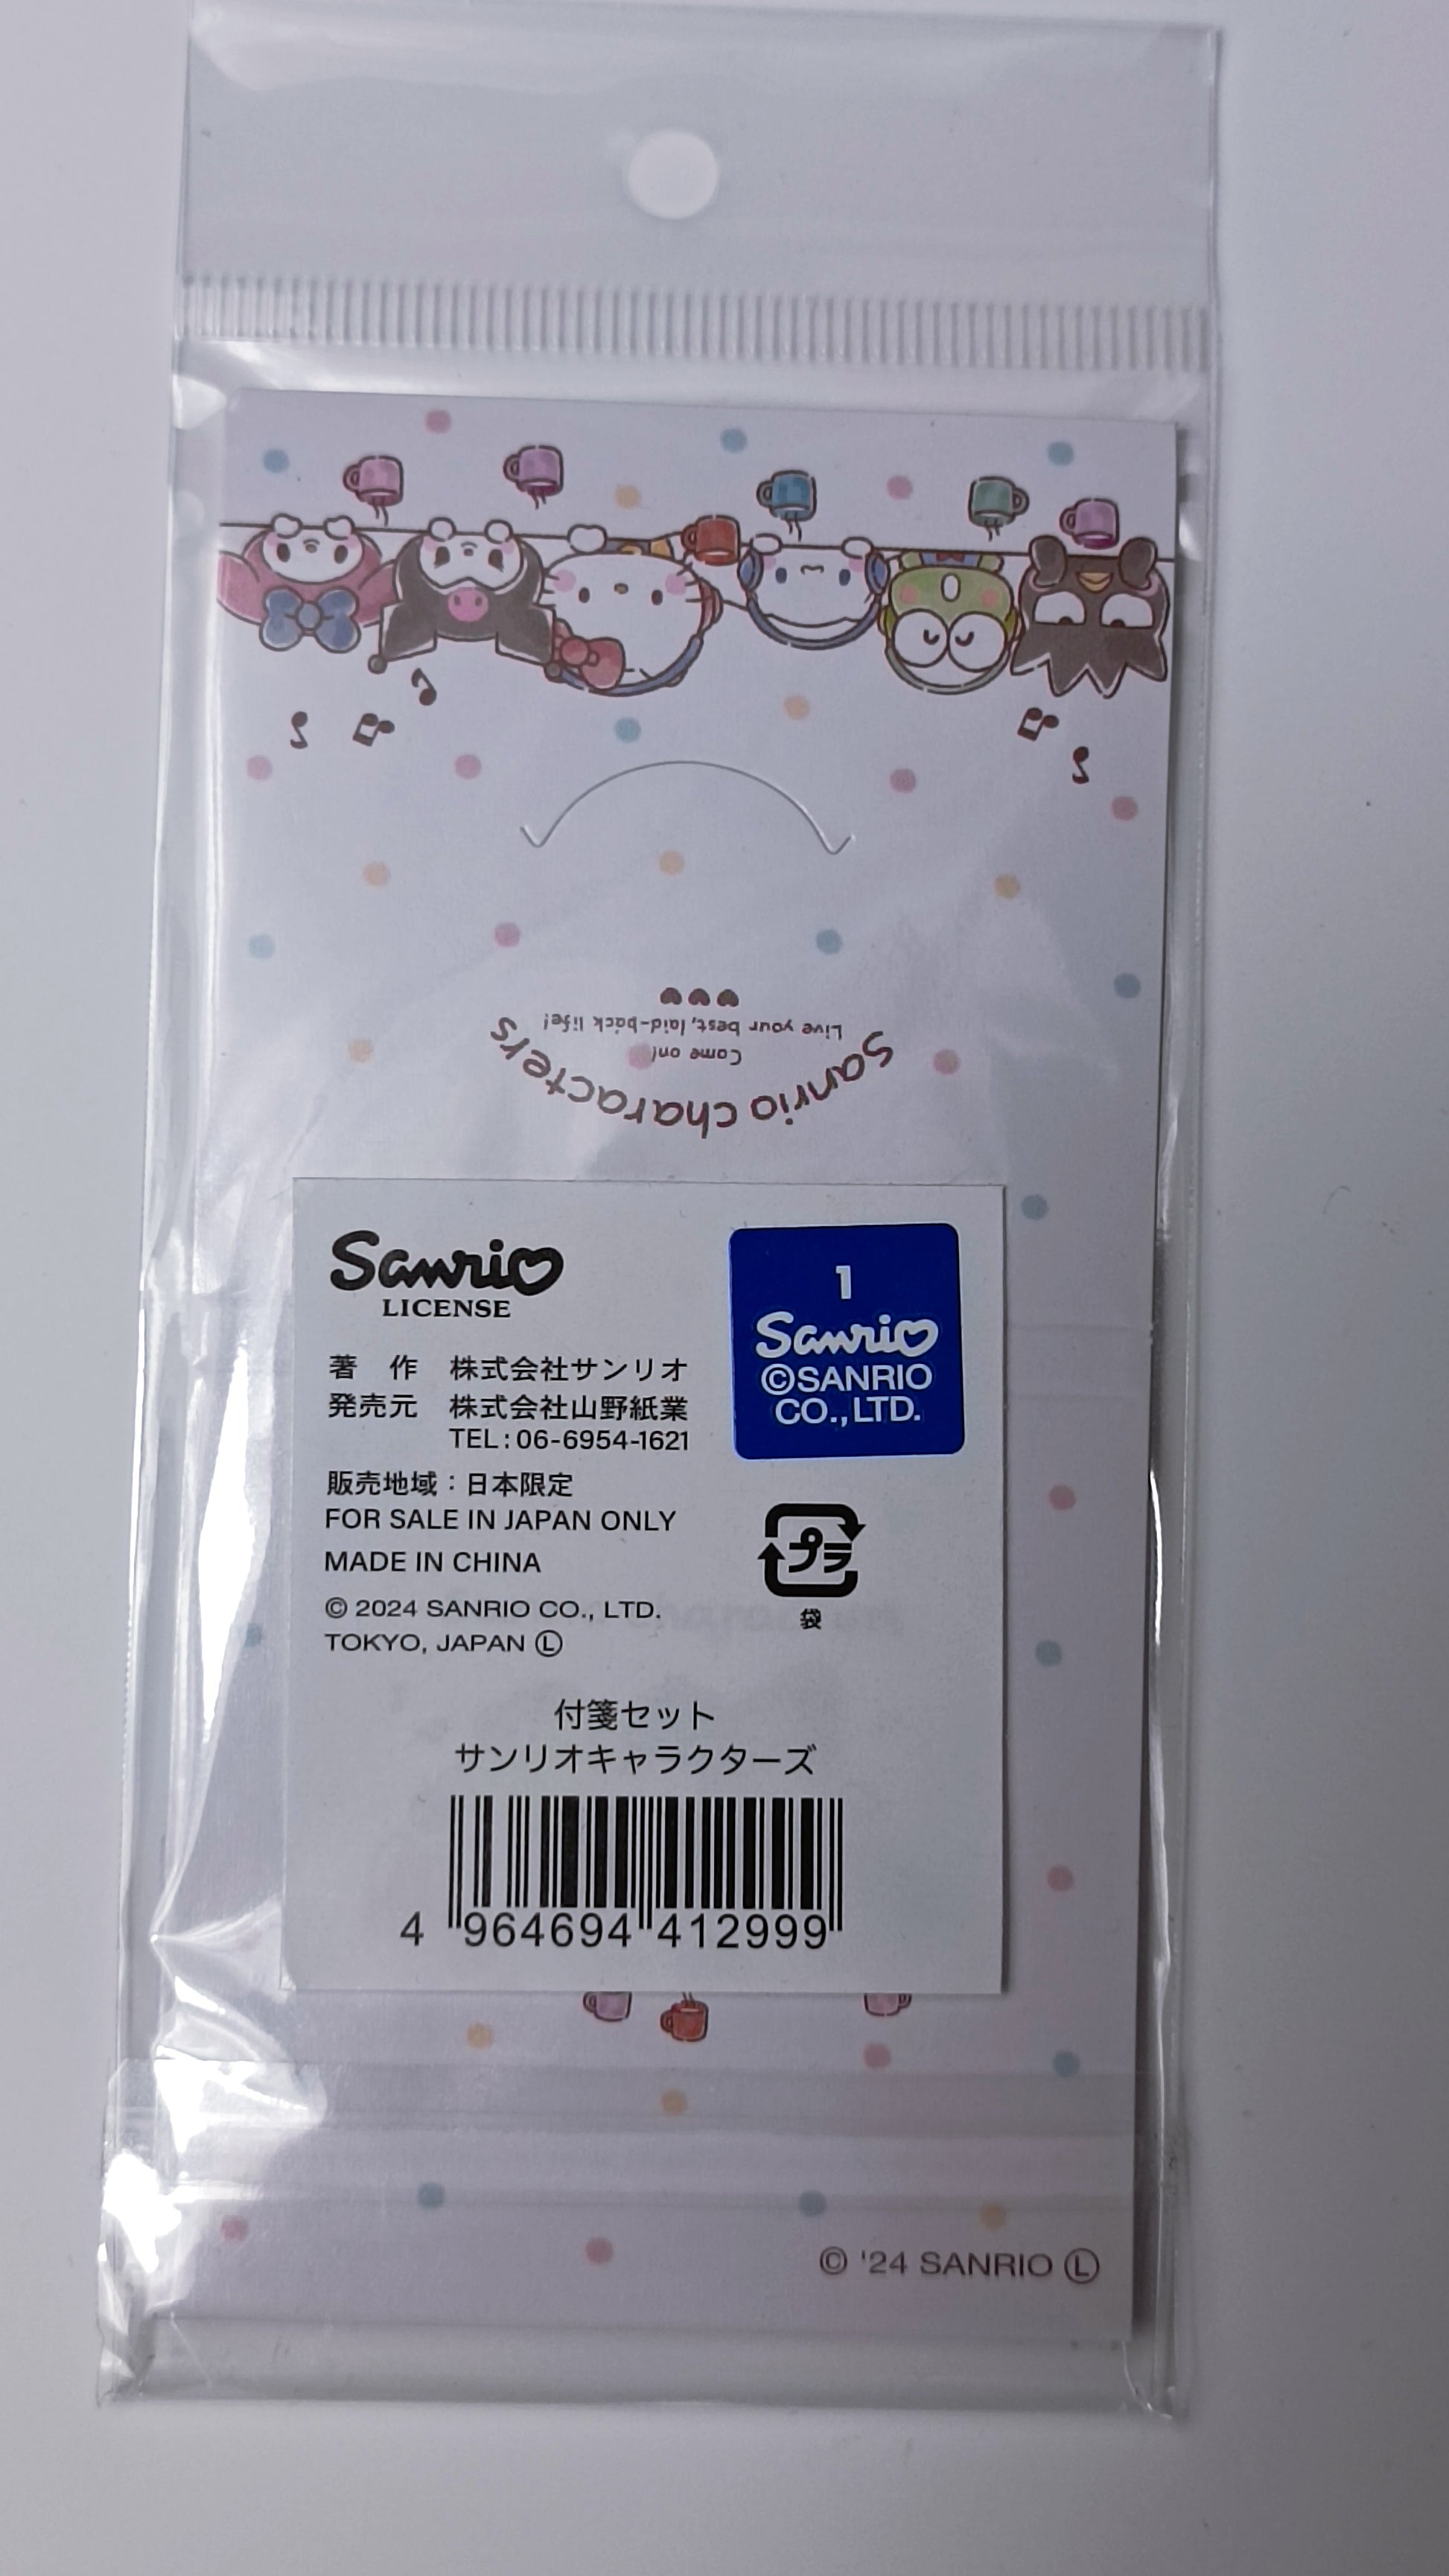 Live your best, laid-back life!
Come on!
Sanrio characters
Sanrio
LICENSE
著 作 株式会社サンリオ
発売元 株式会社山野紙業
TEL:06-6954-1621
販売地域:日本限定
FOR SALE IN JAPAN ONLY
MADE IN CHINA
© 2024 SANRIO CO., LTD.
TOKYO, JAPAN Ⓛ
1
Sanrio
©SANRIO
CO.,LTD.
プラ
袋
付箋セット
サンリオキャラクターズ
4 964694 412999
© '24 SANRIO Ⓛ